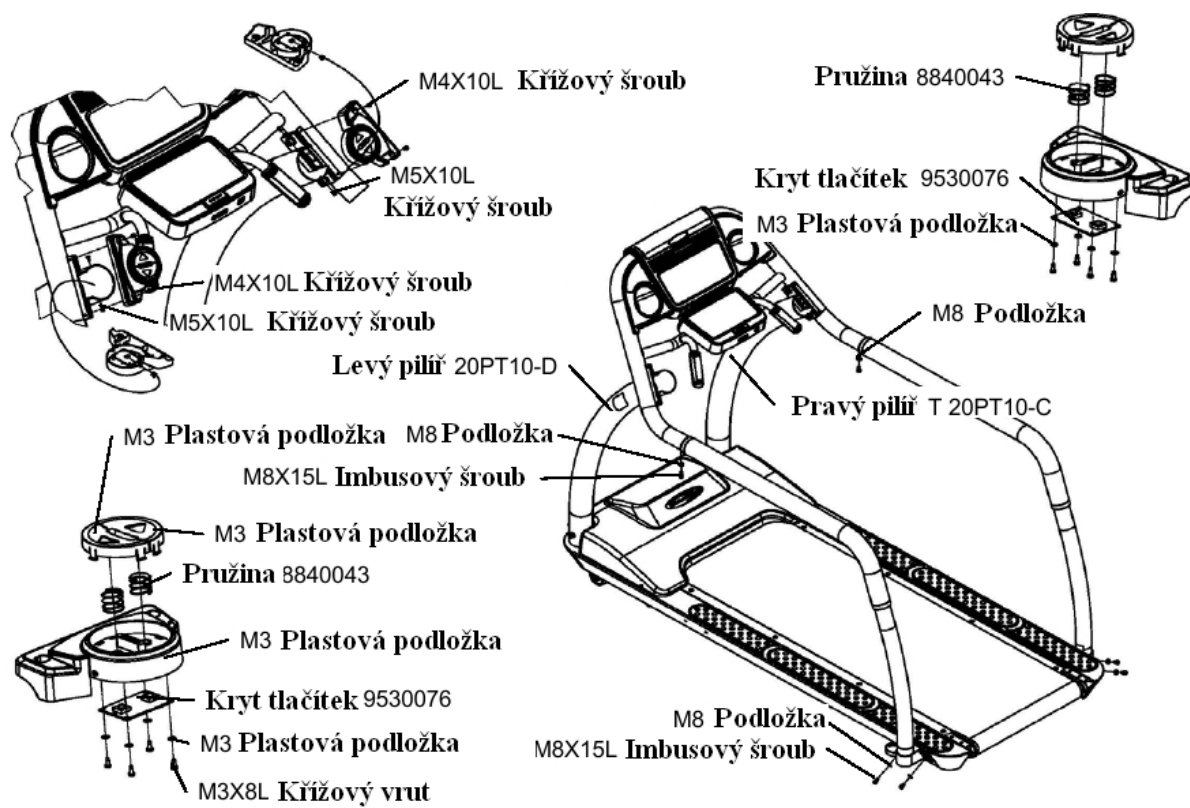 M4X10L Křížový šroub
Pružina 8840043
M5X10L
Křížový šroub
Kryt tlačítek 9530076
M3 Plastová podložka
M4X10L Křížový šroub
M5X10L Křížový šroub
M8 Podložka
Levý pilíř 20PT10-D
Pravý pilíř T 20PT10-C
M3 Plastová podložka
M8 Podložka
M8X15L Imbusový šroub
M3 Plastová podložka
Pružina 8840043
M3 Plastová podložka
Kryt tlačítek 9530076
M3 Plastová podložka
M3X8L Křížový vrut
M8 Podložka
M8X15L Imbusový šroub